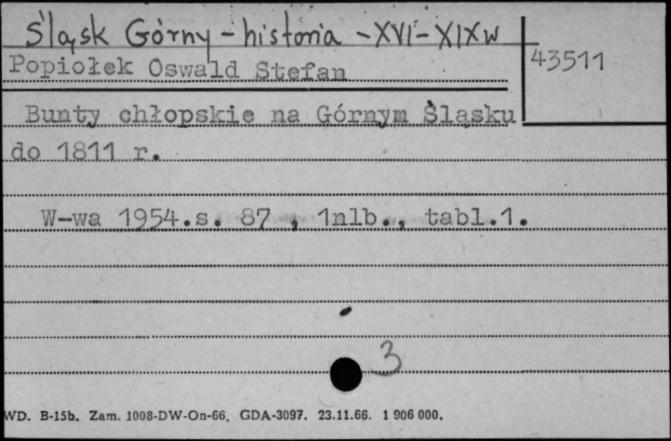 Śląsk Górny - historia - XVI - XIX w
Popiołek Oswald Stefan
43511
Bunty chłopskie na Górnym Śląsku
do 1811 r.
W-wa 1954.s. 87 , 1nlb., tabl.1.
3
WD. B-15b. Zam. 1008-DW-On-66. GDA-3097. 23.11.66. 1 906 000.